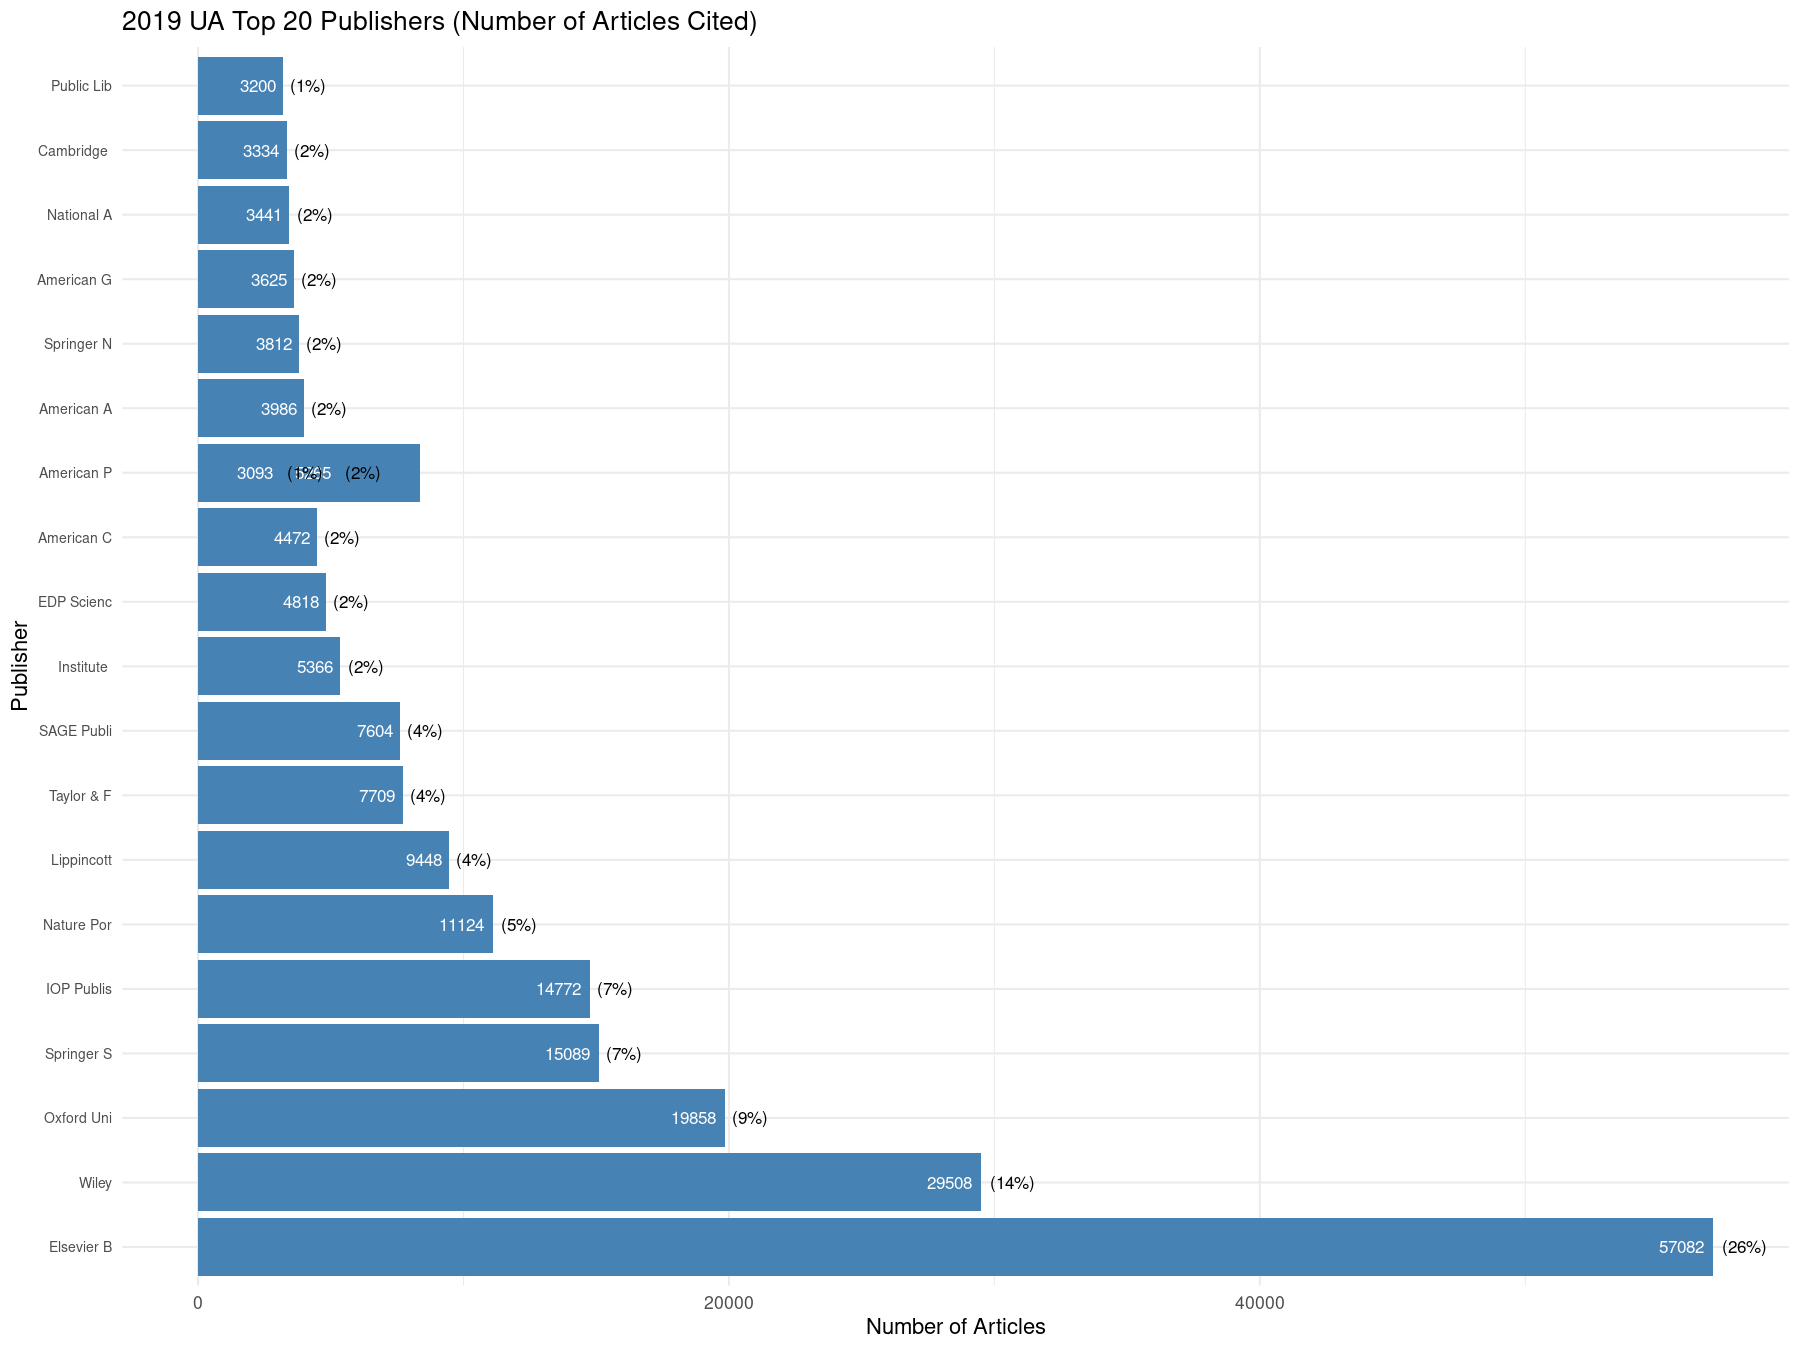 2019 UA Top 20 Publishers (Number of Articles Cited)
Public Lib 3200 (1%)
Cambridge 3334 (2%)
National A 3441 (2%)
American G 3625 (2%)
Springer N 3812 (2%)
American A 3986 (2%)
American P 3093 (1%) (2%)
American C 4472 (2%)
EDP Scienc 4818 (2%)
Institute 5366 (2%)
SAGE Publi 7604 (4%)
Taylor & F 7709 (4%)
Lippincott 9448 (4%)
Nature Por 11124 (5%)
IOP Publis 14772 (7%)
Springer S 15089 (7%)
Oxford Uni 19858 (9%)
Wiley 29508 (14%)
Elsevier B 57082 (26%)
0 20000 40000
Number of Articles
Publisher